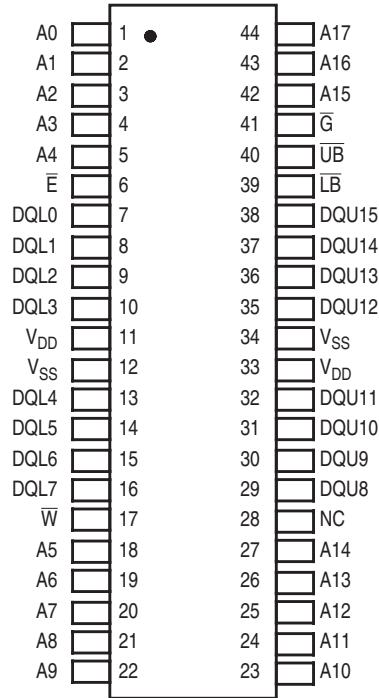 A0 1 44 A17
A1 2 43 A16
A2 3 42 A15
A3 4 41 G̅
A4 5 40 U̅B̅
E̅ 6 39 L̅B̅
DQL0 7 38 DQU15
DQL1 8 37 DQU14
DQL2 9 36 DQU13
DQL3 10 35 DQU12
VDD 11 34 VSS
VSS 12 33 VDD
DQL4 13 32 DQU11
DQL5 14 31 DQU10
DQL6 15 30 DQU9
DQL7 16 29 DQU8
W̅ 17 28 NC
A5 18 27 A14
A6 19 26 A13
A7 20 25 A12
A8 21 24 A11
A9 22 23 A10